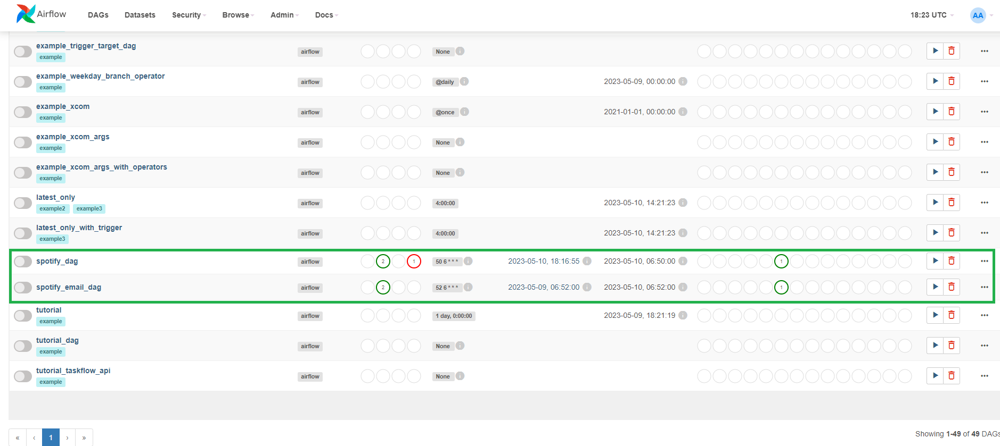 Airflow DAGs Datasets Security Browse Admin Docs 18:23 UTC AA
example_trigger_target_dag
example
airflow None i
example_weekday_branch_operator
example
airflow @daily i 2023-05-09, 00:00:00 i
example_xcom
example
airflow @once i 2021-01-01, 00:00:00 i
example_xcom_args
example
airflow None i
example_xcom_args_with_operators
example
airflow None i
latest_only
example2 example3
airflow 4:00:00 2023-05-10, 14:21:23 i
latest_only_with_trigger
example3
airflow 4:00:00 2023-05-10, 14:21:23 i
spotify_dag airflow 2 1 50 6 * * * i 2023-05-10, 18:16:55 i 2023-05-10, 06:50:00 i 1
spotify_email_dag airflow 2 52 6 * * * i 2023-05-09, 06:52:00 i 2023-05-10, 06:52:00 i 1
tutorial
example
airflow 1 day, 0:00:00 2023-05-09, 18:21:19 i
tutorial_dag
example
airflow None i
tutorial_taskflow_api
example
airflow None i
« ‹ 1 › »
Showing 1-49 of 49 DAGs